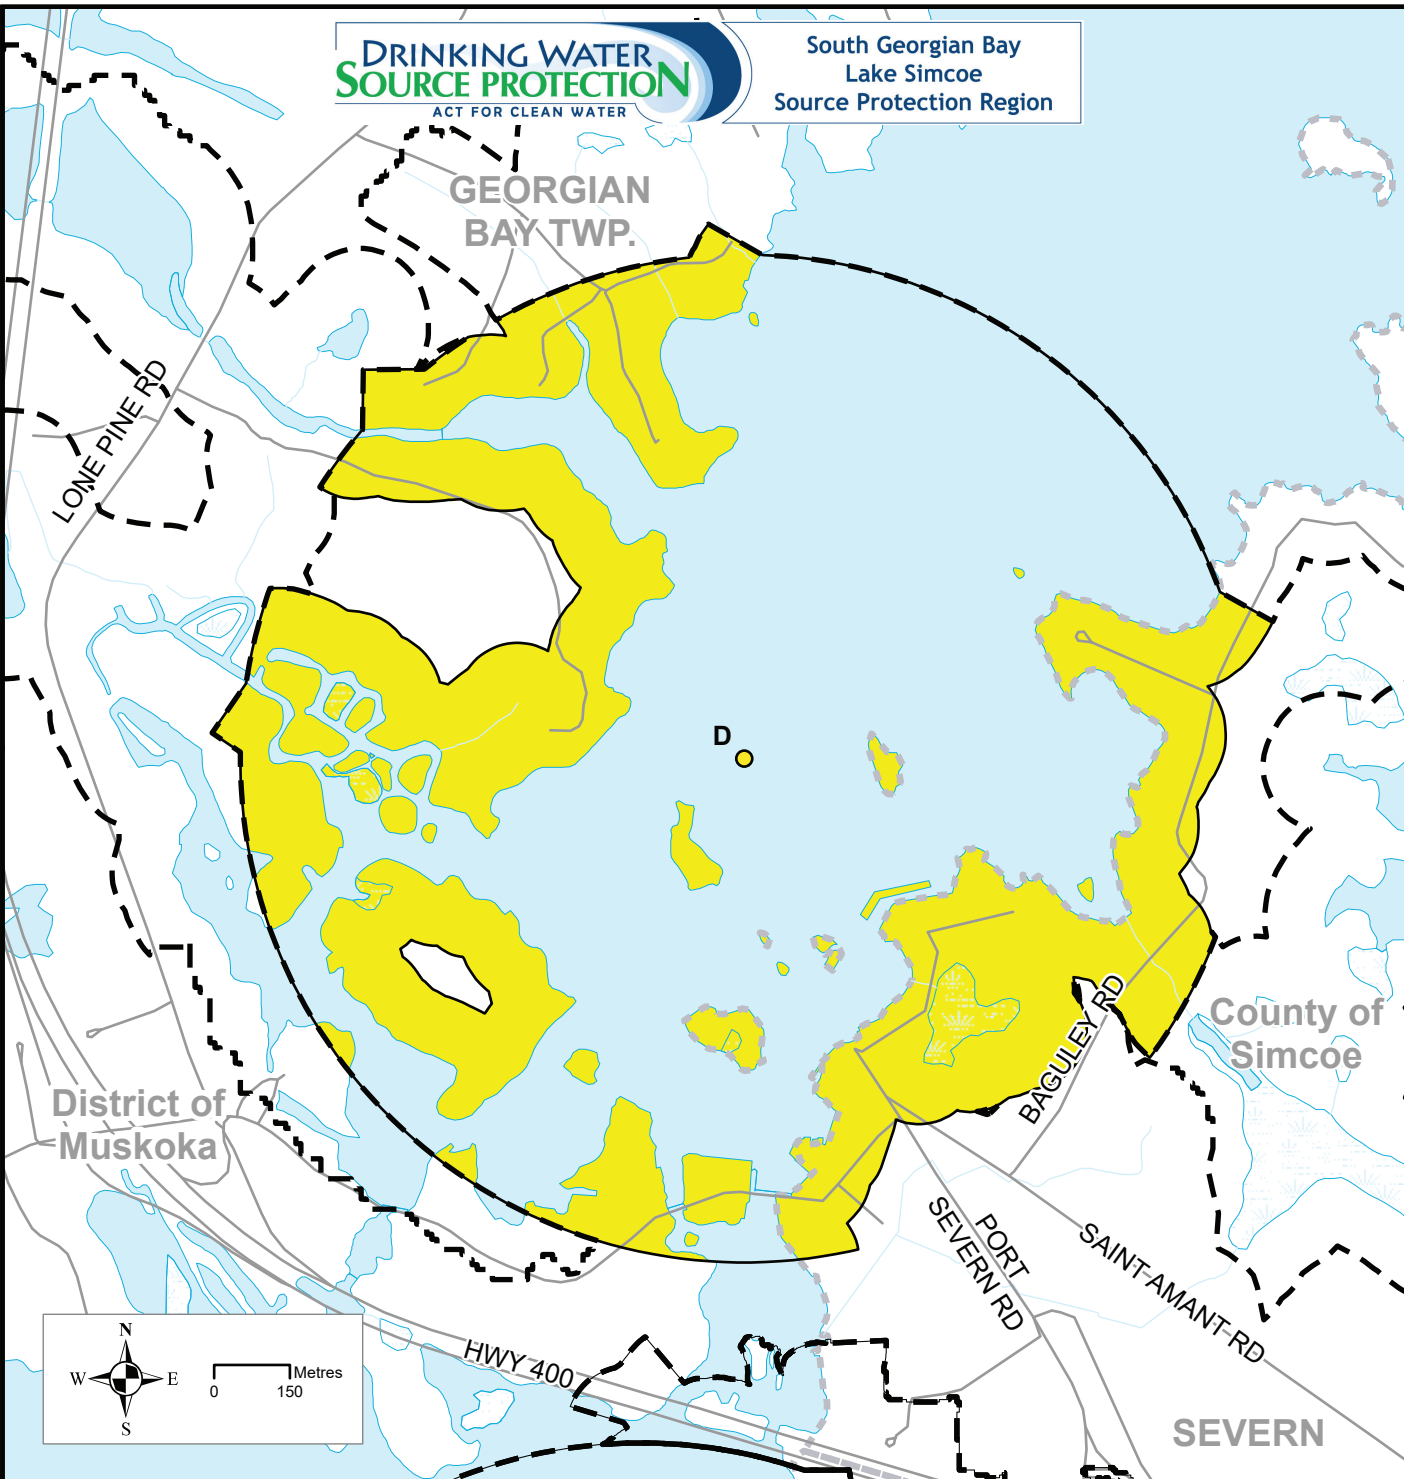 DRINKING WATER
SOURCE PROTECTION
ACT FOR CLEAN WATER
South Georgian Bay
Lake Simcoe
Source Protection Region
GEORGIAN
BAY TWP.
LONE PINE RD
D
BAGULEY RD
County of
Simcoe
District of
Muskoka
PORT
SEVERN RD
SAINT AMANT RD
HWY 400
SEVERN
N
W E
S
Metres
0 150